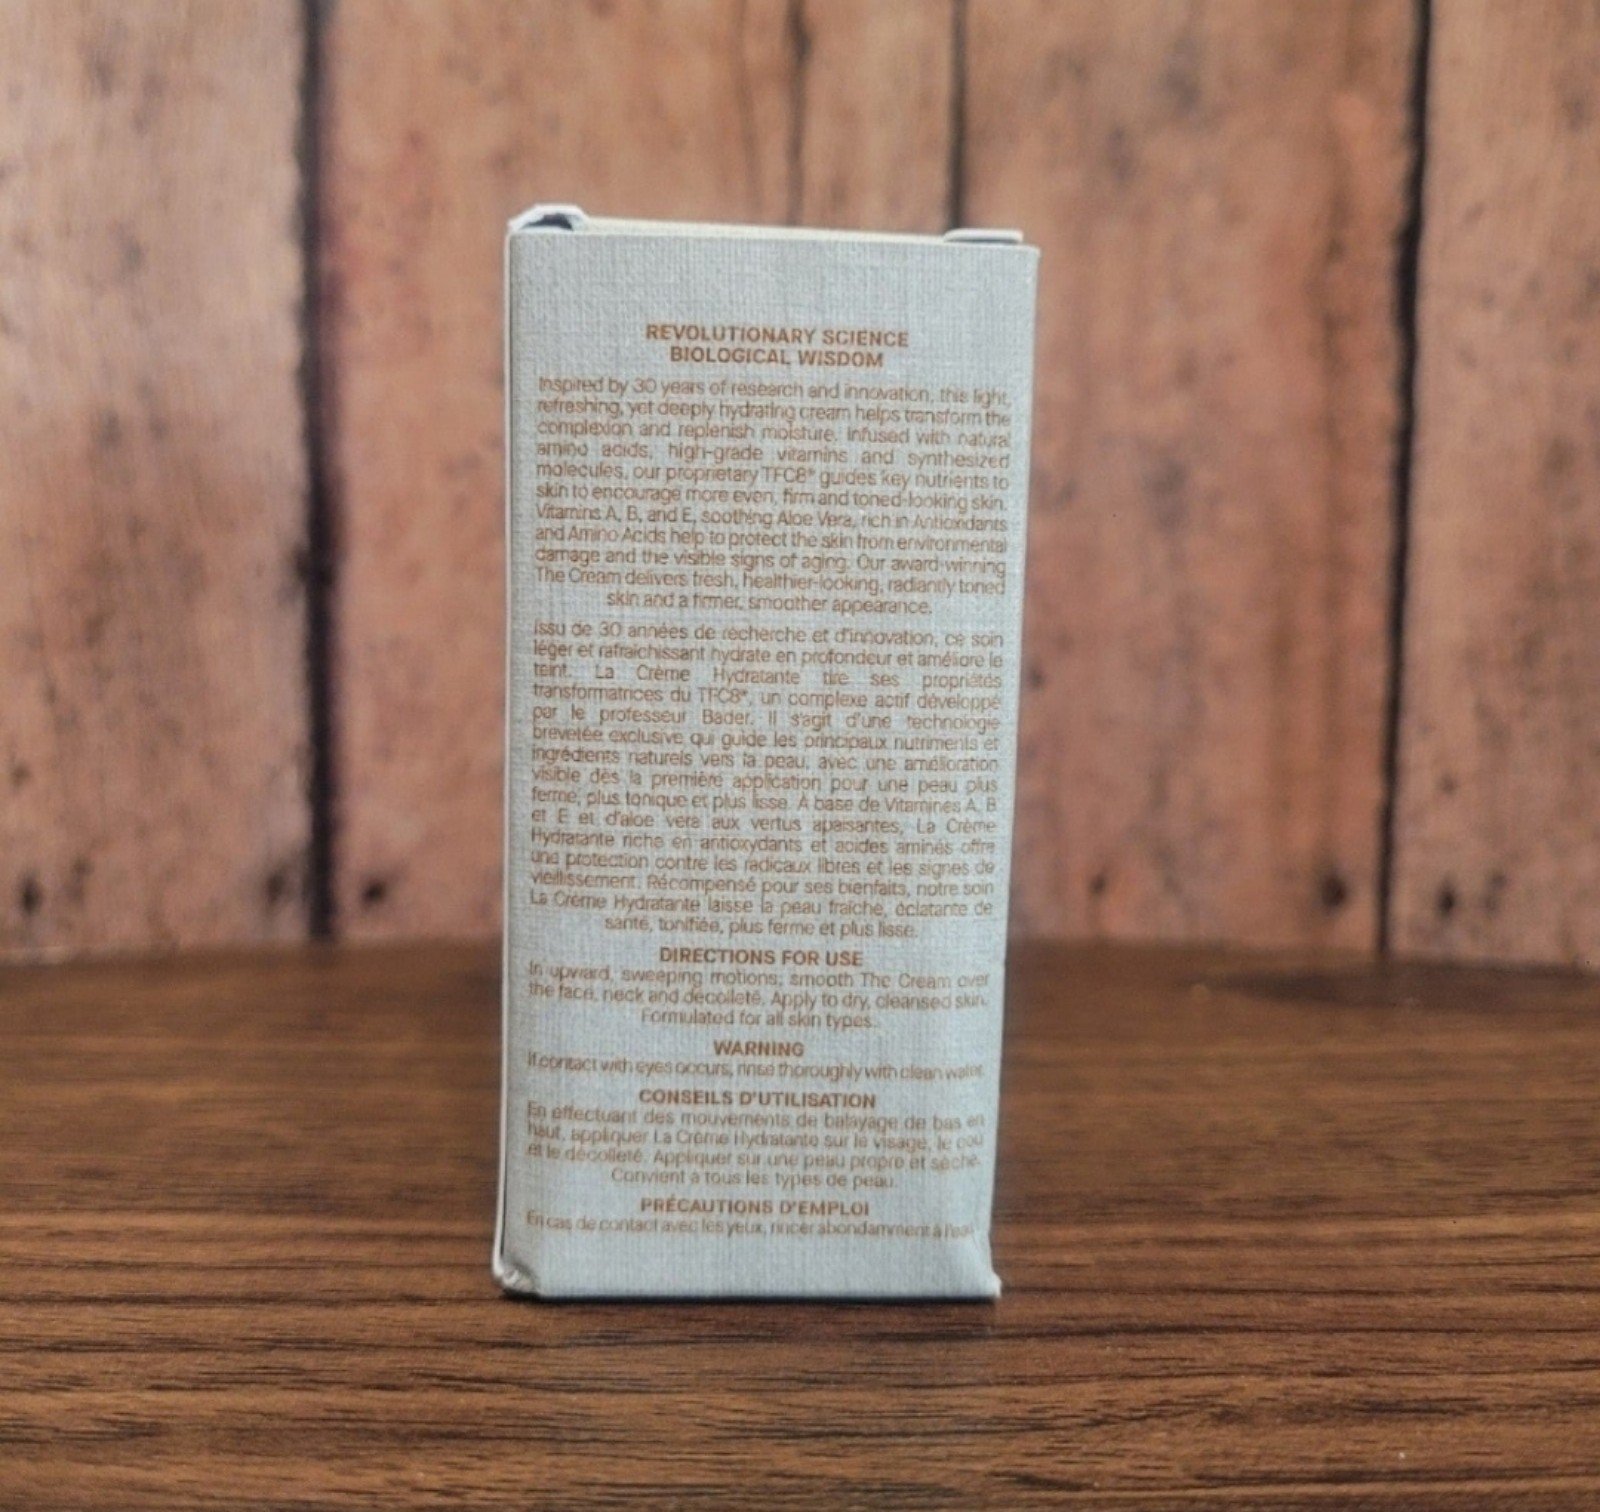 REVOLUTIONARY SCIENCE
BIOLOGICAL WISDOM
Inspired by 30 years of research and innovation, this light,
refreshing, yet deeply hydrating cream helps transform the
complexion and replenish moisture. Infused with natural
amino acids, high-grade vitamins and synthesized
molecules, our proprietary TFC8® guides key nutrients to
skin to encourage more even, firm and toned-looking skin.
Vitamins A, B, and E, soothing Aloe Vera, rich in Antioxidants
and Amino Acids help to protect the skin from environmental
damage and the visible signs of aging. Our award-winning
The Cream delivers fresh, healthier-looking, radiantly toned
skin and a firmer, smoother appearance.
Issu de 30 années de recherche et d'innovation, ce soin
léger et rafraîchissant hydrate en profondeur et améliore le
teint. La Crème Hydratante tire ses propriétés
transformatrices du TFC8®, un complexe actif développé
par le professeur Bader. Il s'agit d'une technologie
brevetée exclusive qui guide les principaux nutriments et
ingrédients naturels vers la peau, avec une amélioration
visible dès la première application pour une peau plus
ferme, plus tonique et plus lisse. À base de Vitamines A, B
et E et d'aloe vera aux vertus apaisantes, La Crème
Hydratante riche en antioxydants et acides aminés offre
une protection contre les radicaux libres et les signes de
vieillissement. Récompensé pour ses bienfaits, notre soin
La Crème Hydratante laisse la peau fraîche, éclatante de
santé, tonifiée, plus ferme et plus lisse.
DIRECTIONS FOR USE
In upward, sweeping motions, smooth The Cream over
the face, neck and décolleté. Apply to dry, cleansed skin.
Formulated for all skin types.
WARNING
If contact with eyes occurs, rinse thoroughly with clean water.
CONSEILS D'UTILISATION
En effectuant des mouvements de balayage de bas en
haut, appliquer La Crème Hydratante sur le visage, le cou
et le décolleté. Appliquer sur une peau propre et sèche.
Convient à tous les types de peau.
PRÉCAUTIONS D'EMPLOI
En cas de contact avec les yeux, rincer abondamment à l'eau.